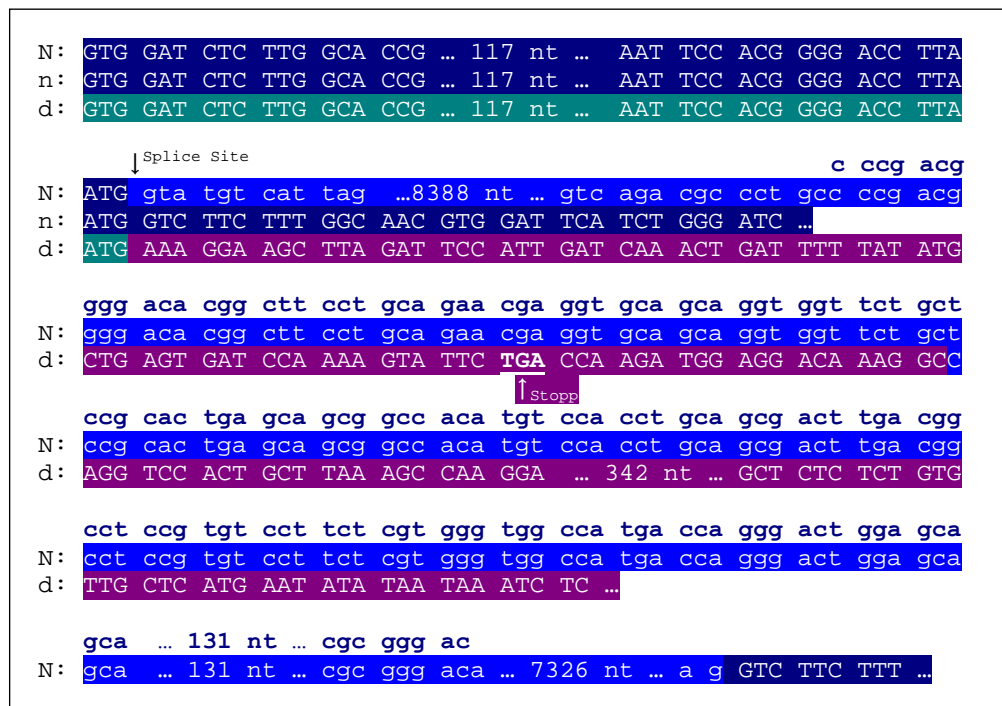 N: GTG GAT CTC TTG GCA CCG … 117 nt … AAT TCC ACG GGG ACC TTA
n: GTG GAT CTC TTG GCA CCG … 117 nt … AAT TCC ACG GGG ACC TTA
d: GTG GAT CTC TTG GCA CCG … 117 nt … AAT TCC ACG GGG ACC TTA
↓Splice Site
c ccg acg
N: ATG gta tgt cat tag …8388 nt… gtc aga cgc cct gcc ccg acg
n: ATG GTC TTC TTT GGC AAC GTG GAT TCA TCT GGG ATC …
d: ATG AAA GGA AGC TTA GAT TCC ATT GAT CAA ACT GAT TTT TAT ATG
ggg aca cgg ctt cct gca gaa cga ggt gca gca ggt ggt tct gct
N: ggg aca cgg ctt cct gca gaa cga ggt gca gca ggt ggt tct gct
d: CTG AGT GAT CCA AAA GTA TTC TGA CCA AGA TGG AGG ACA AAG GCC
↑Stopp
ccg cac tga gca gcg gcc aca tgt cca cct gca gcg act tga cgg
N: ccg cac tga gca gcg gcc aca tgt cca cct gca gcg act tga cgg
d: AGG TCC ACT GCT TAA AGC CAA GGA … 342 nt … GCT CTC TCT GTG
cct ccg tgt cct tct cgt ggg tgg cca tga cca ggg act gga gca
N: cct ccg tgt cct tct cgt ggg tgg cca tga cca ggg act gga gca
d: TTG CTC ATG AAT ATA TAA TAA ATC TC …
gca … 131 nt … cgc ggg ac
N: gca … 131 nt … cgc ggg aca … 7326 nt … a g GTC TTC TTT …